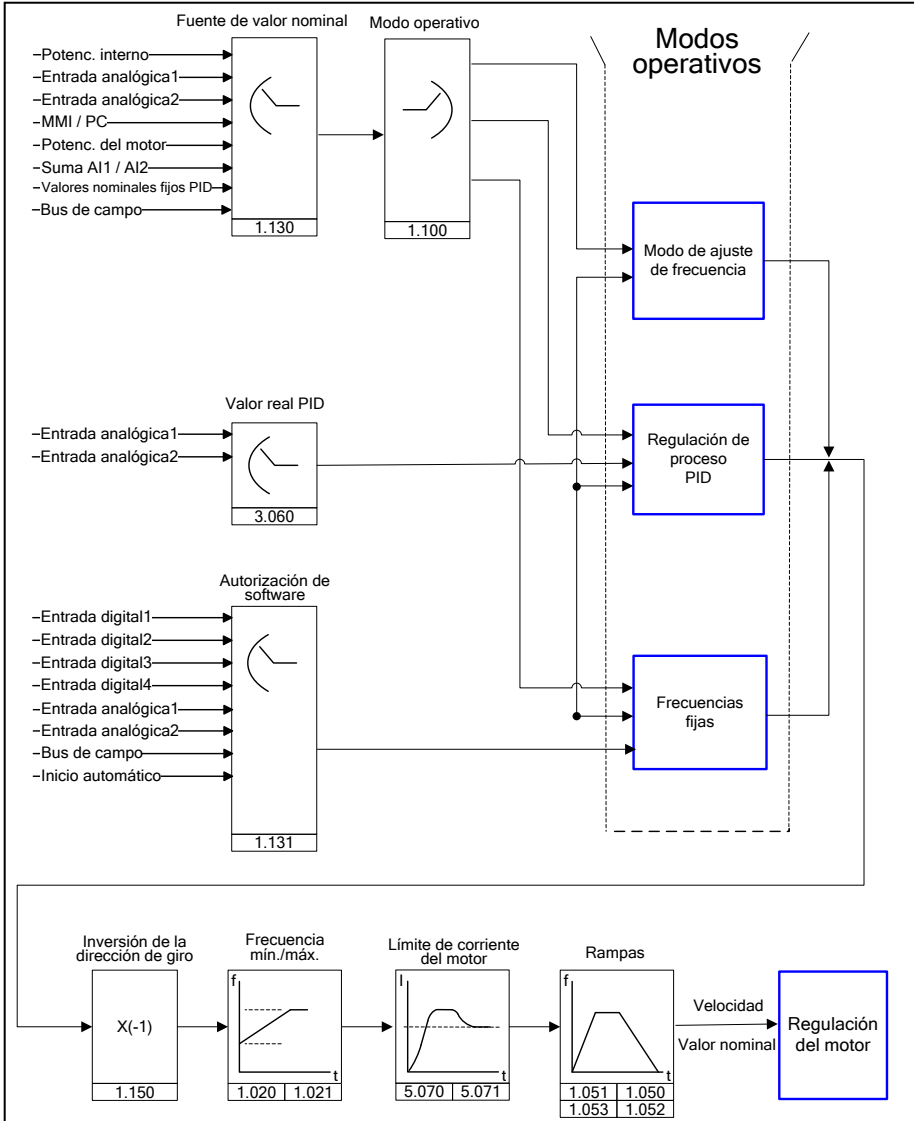 Fuente de valor nominal
Modo operativo
Modos
operativos
Potenc. interno
Entrada analógica1
Entrada analógica2
MMI / PC
Potenc. del motor
Suma AI1 / AI2
Valores nominales fijos PID
Bus de campo
1.130
1.100
Modo de ajuste
de frecuencia
Valor real PID
Entrada analógica1
Entrada analógica2
3.060
Regulación de
proceso
PID
Autorización de
software
Entrada digital1
Entrada digital2
Entrada digital3
Entrada digital4
Entrada analógica1
Entrada analógica2
Bus de campo
Inicio automático
1.131
Frecuencias
fijas
Inversión de la
dirección de giro
X(-1)
1.150
Frecuencia
mín./máx.
f
t
1.020 1.021
Límite de corriente
del motor
I
t
5.070 5.071
Rampas
f
t
1.051 1.050
1.053 1.052
Velocidad
Valor nominal
Regulación
del motor